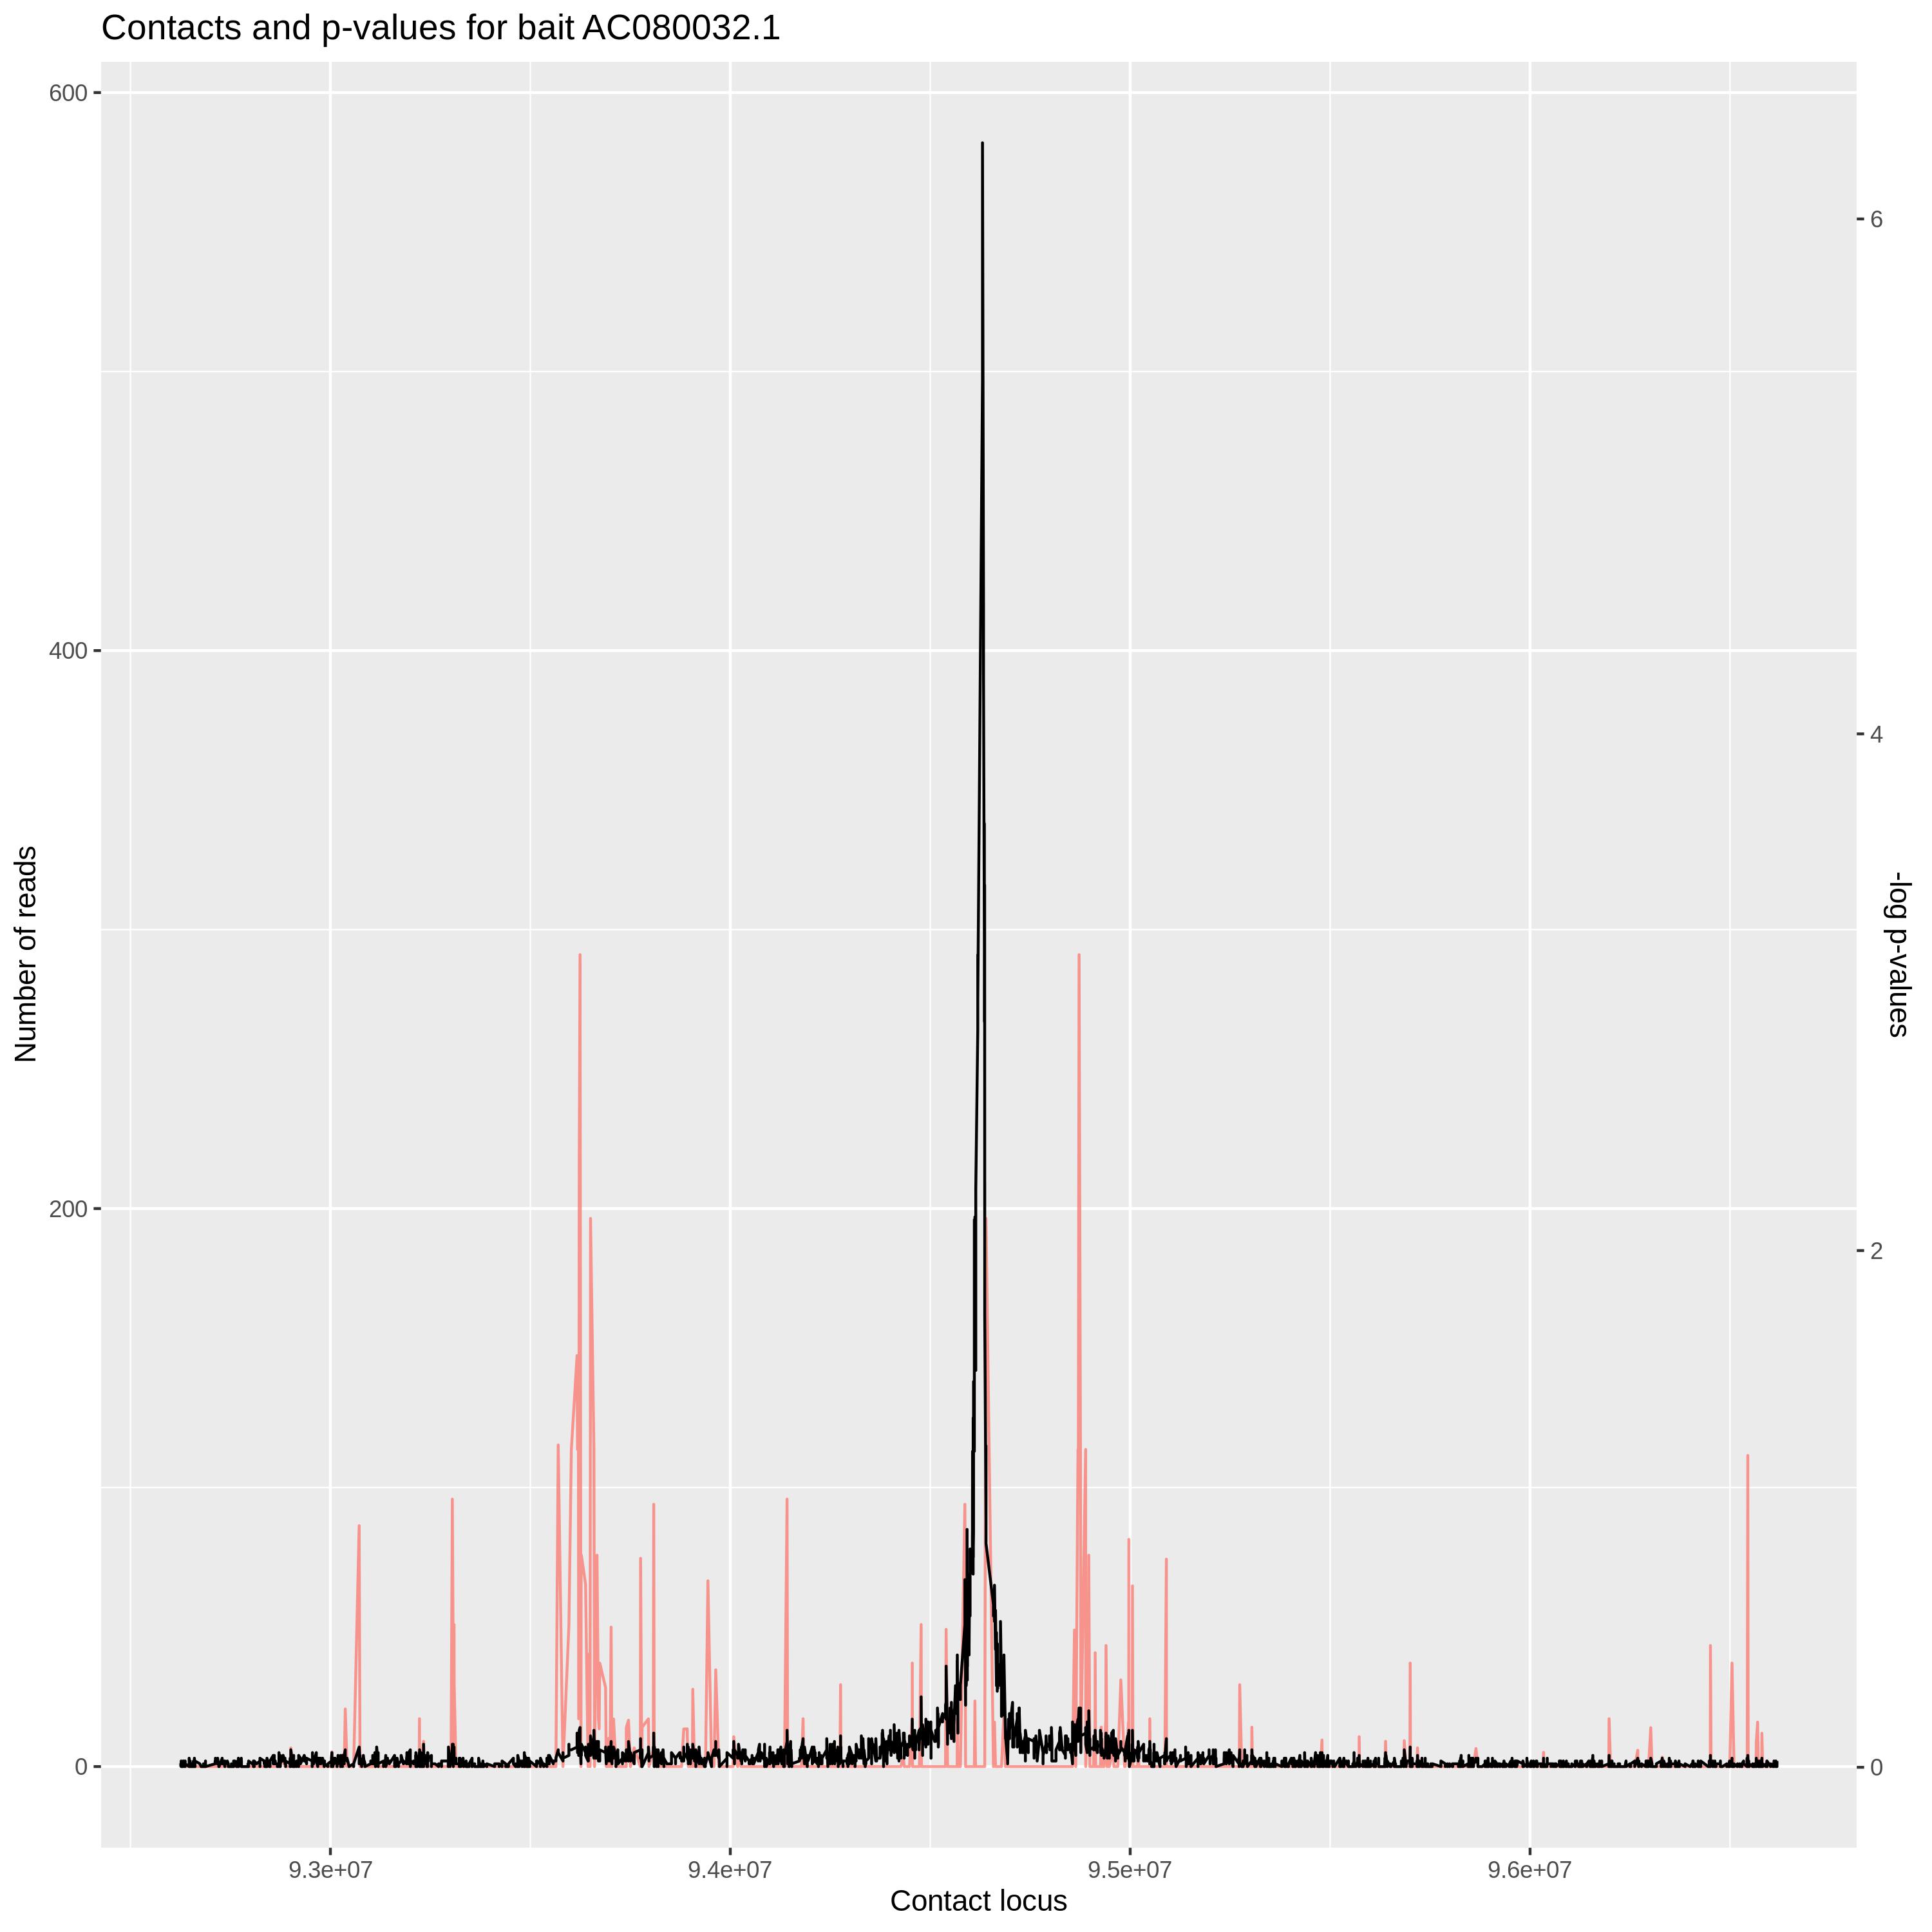 Contacts and p-values for bait AC080032.1
600
400
200
0
6
4
2
0
Number of reads
-log p-values
9.3e+07
9.4e+07
9.5e+07
9.6e+07
Contact locus